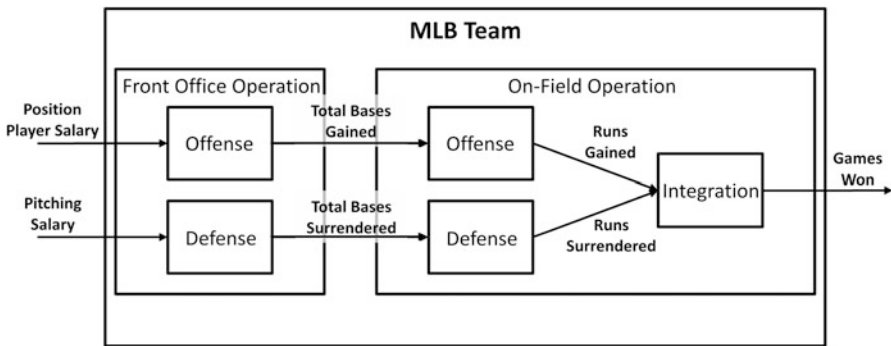 MLB Team
Front Office Operation
On-Field Operation
Position
Player Salary
Offense
Total Bases
Gained
Offense
Runs
Gained
Integration
Games
Won
Pitching
Salary
Defense
Total Bases
Surrendered
Defense
Runs
Surrendered